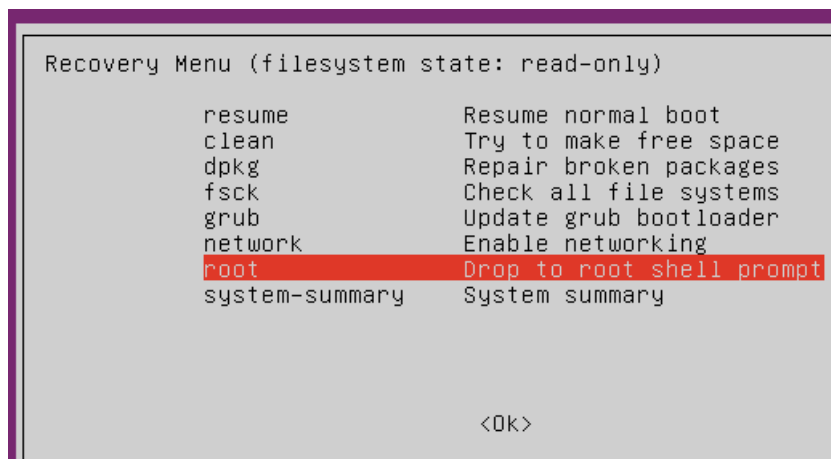 Recovery Menu (filesystem state: read-only)
resume Resume normal boot
clean Try to make free space
dpkg Repair broken packages
fsck Check all file systems
grub Update grub bootloader
network Enable networking
root Drop to root shell prompt
system-summary System summary
<Ok>